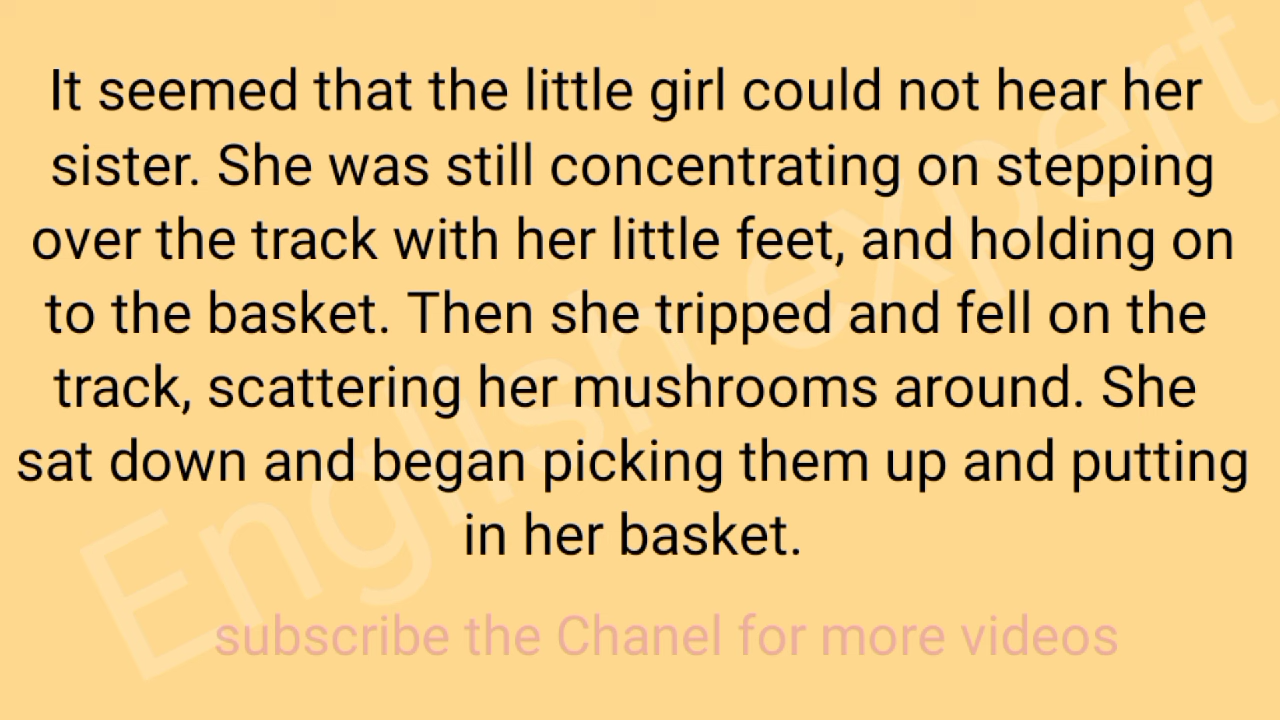 It seemed that the little girl could not hear her
sister. She was still concentrating on stepping
over the track with her little feet, and holding on
to the basket. Then she tripped and fell on the
track, scattering her mushrooms around. She
sat down and began picking them up and putting
in her basket.
subscribe the Chanel for more videos
English expert